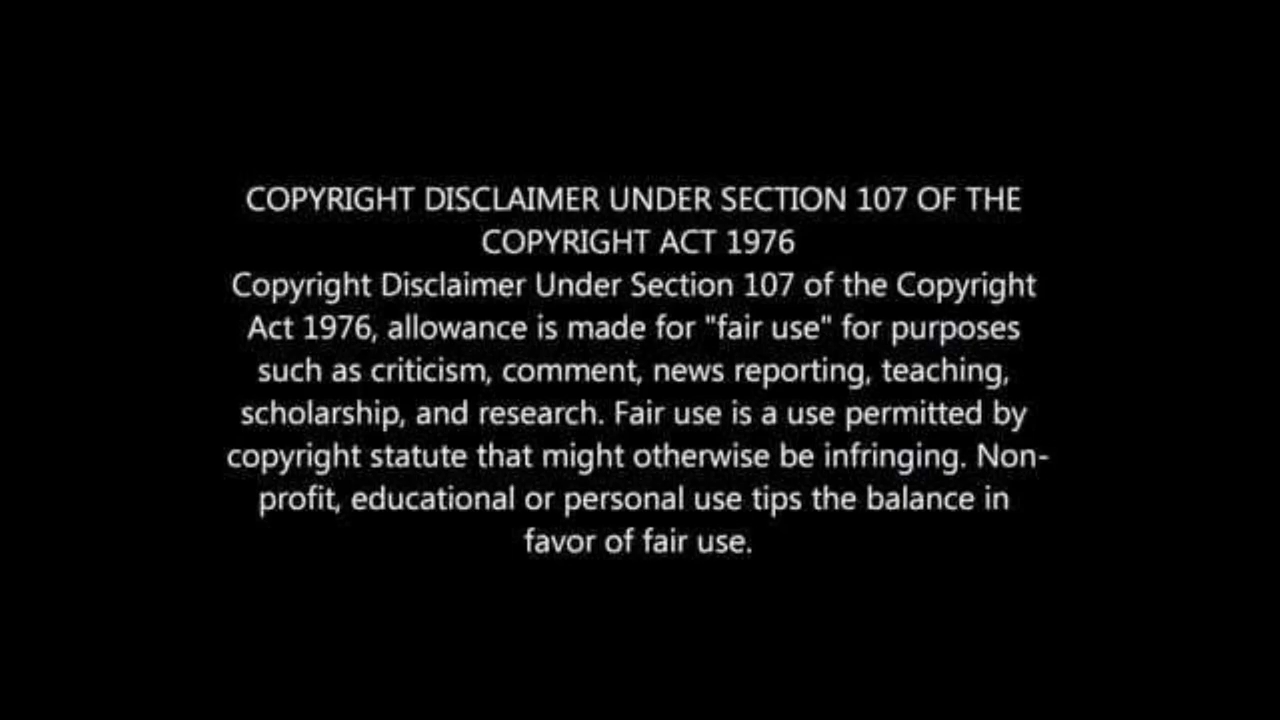 COPYRIGHT DISCLAIMER UNDER SECTION 107 OF THE
COPYRIGHT ACT 1976
Copyright Disclaimer Under Section 107 of the Copyright
Act 1976, allowance is made for "fair use" for purposes
such as criticism, comment, news reporting, teaching,
scholarship, and research. Fair use is a use permitted by
copyright statute that might otherwise be infringing. Non-
profit, educational or personal use tips the balance in
favor of fair use.